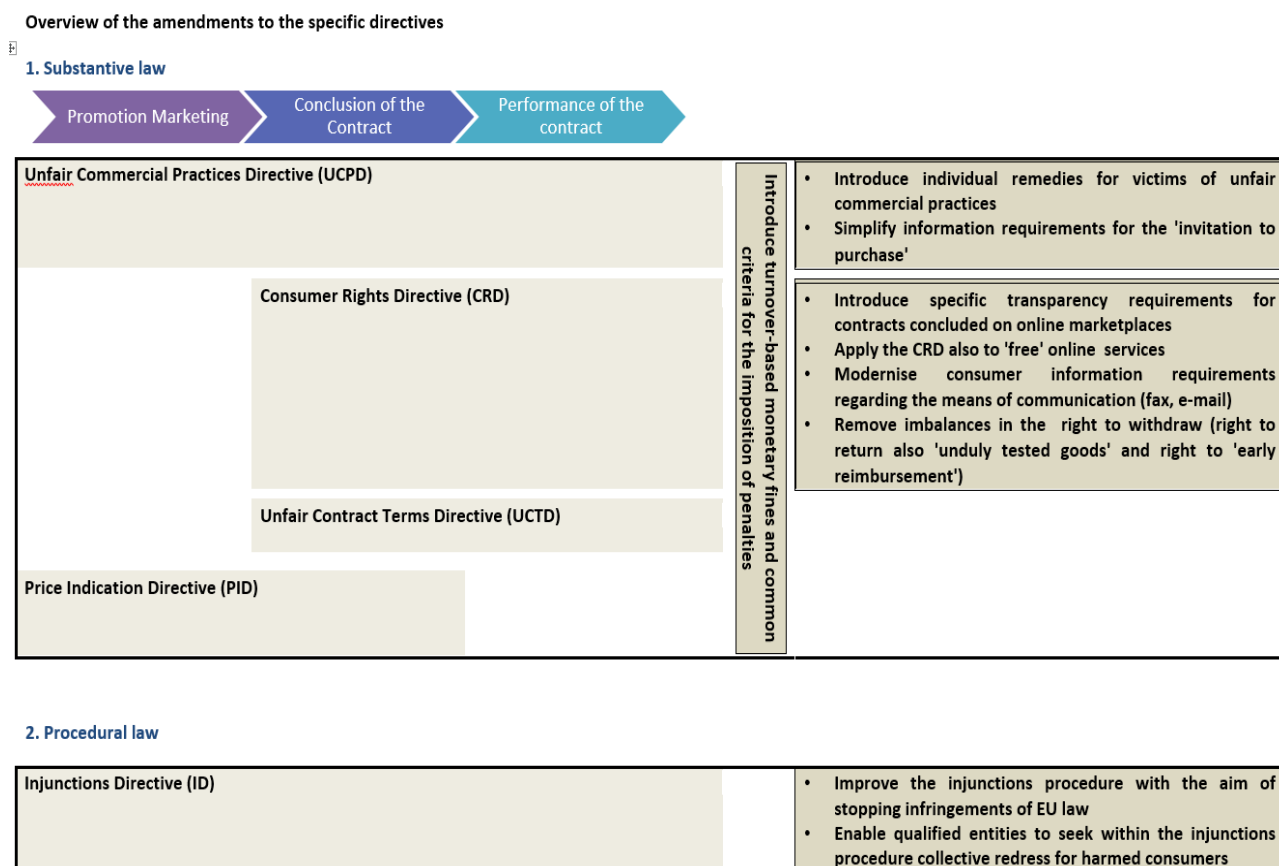 Overview of the amendments to the specific directives
1. Substantive law
Promotion Marketing
Conclusion of the
Contract
Performance of the
contract
Unfair Commercial Practices Directive (UCPD)
Introduce turnover-based monetary fines and common
criteria for the imposition of penalties
• Introduce individual remedies for victims of unfair
commercial practices
• Simplify information requirements for the 'invitation to
purchase'
Consumer Rights Directive (CRD)
• Introduce specific transparency requirements for
contracts concluded on online marketplaces
• Apply the CRD also to 'free' online services
• Modernise consumer information requirements
regarding the means of communication (fax, e-mail)
• Remove imbalances in the right to withdraw (right to
return also 'unduly tested goods' and right to 'early
reimbursement')
Unfair Contract Terms Directive (UCTD)
Price Indication Directive (PID)
2. Procedural law
Injunctions Directive (ID)
• Improve the injunctions procedure with the aim of
stopping infringements of EU law
• Enable qualified entities to seek within the injunctions
procedure collective redress for harmed consumers